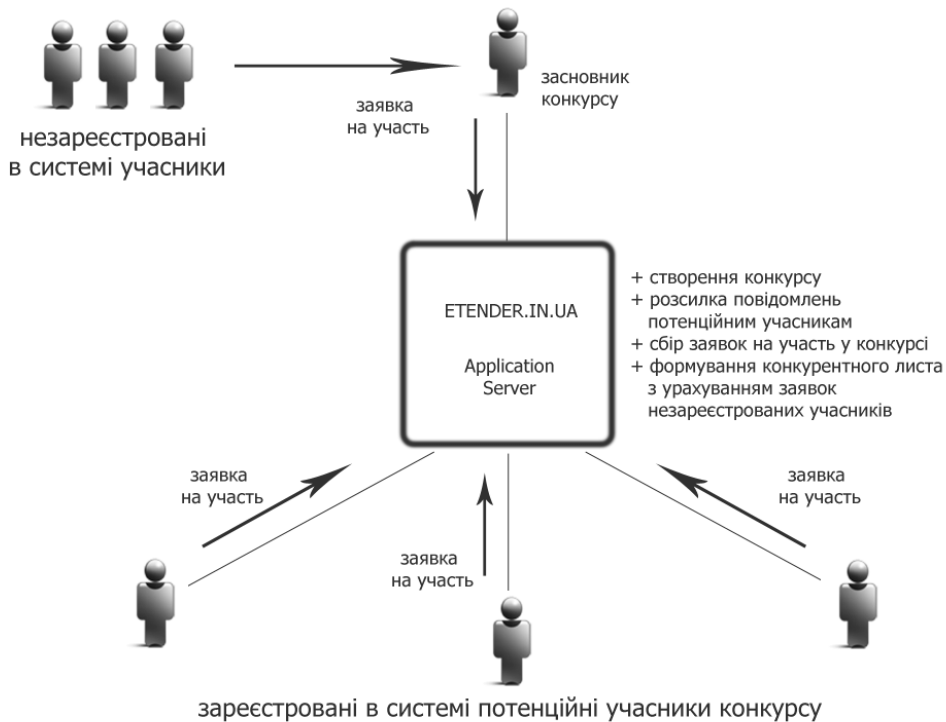 засновник
конкурсу
заявка
на участь
незареєстровані
в системі учасники
ETENDER.IN.UA
Application
Server
+ створення конкурсу
+ розсилка повідомлень
потенційним учасникам
+ сбір заявок на участь у конкурсі
+ формування конкурентного листа
з урахуванням заявок
незареєстрованих учасників
заявка
на участь
заявка
на участь
заявка
на участь
зареєстровані в системі потенційні учасники конкурсу